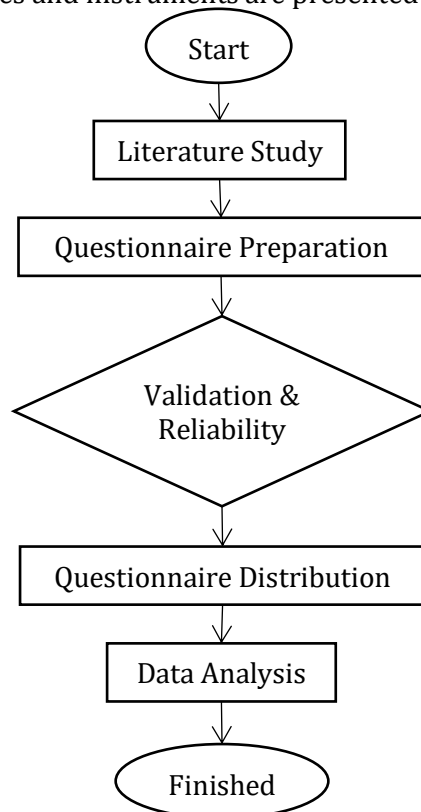 es and instruments are presented
Start
Literature Study
Questionnaire Preparation
Validation &
Reliability
Questionnaire Distribution
Data Analysis
Finished